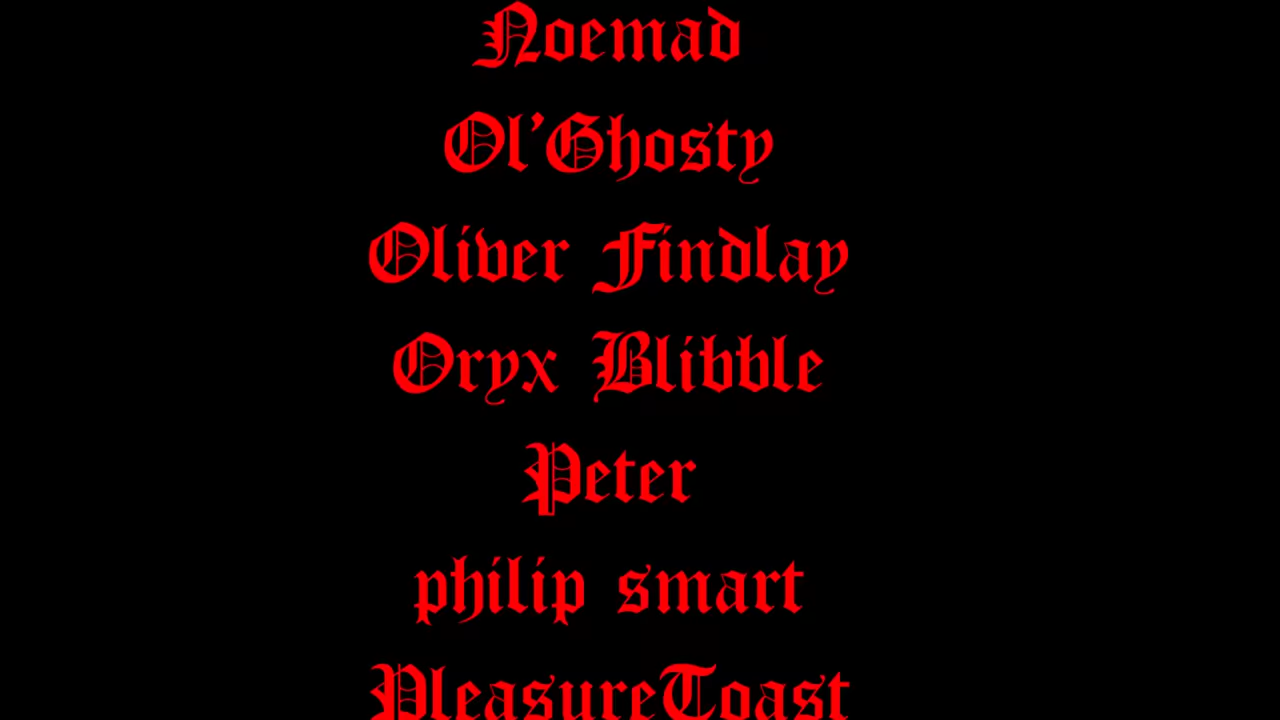 Noemad
Ol'Ghosty
Oliver Findlay
Oryx Blibble
Peter
philip smart
PleasureToast